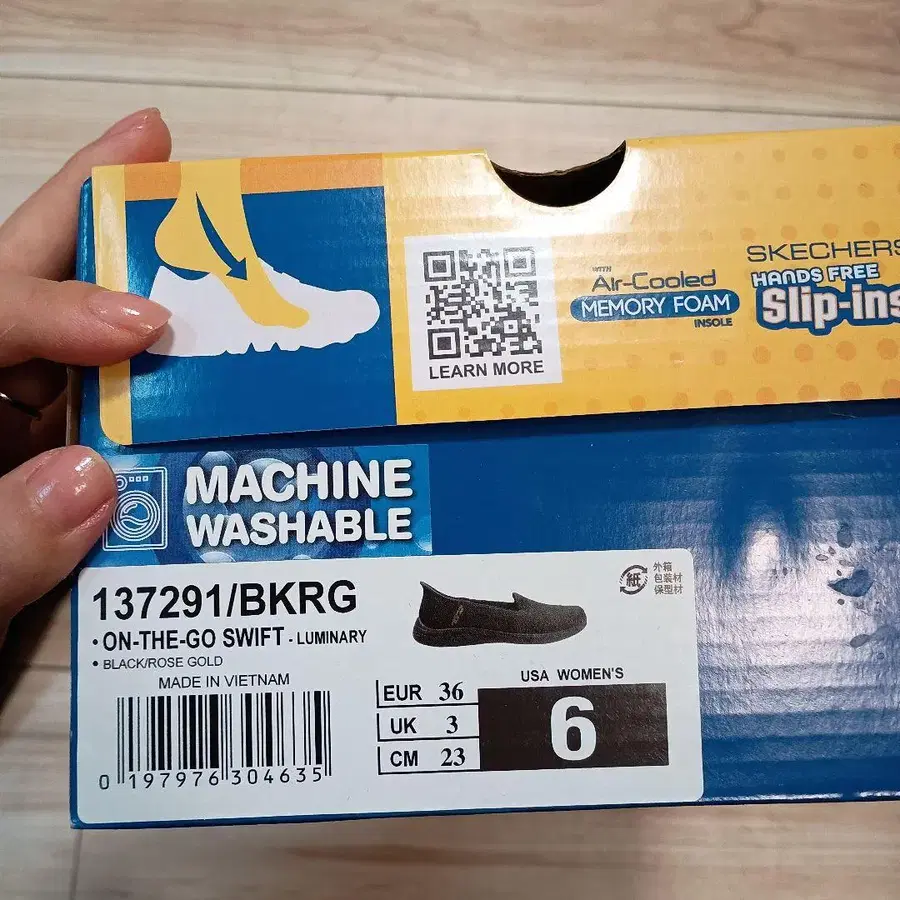 LEARN MORE
WITH
Air-Cooled
MEMORY FOAM
INSOLE
SKECHERS
HANDS FREE
Slip-ins
MACHINE
WASHABLE
137291/BKRG
• ON-THE-GO SWIFT - LUMINARY
• BLACK/ROSE GOLD
MADE IN VIETNAM
0 197976 304635
紙
外箱
包装材
保型材
EUR 36
UK 3
CM 23
USA WOMEN'S
6